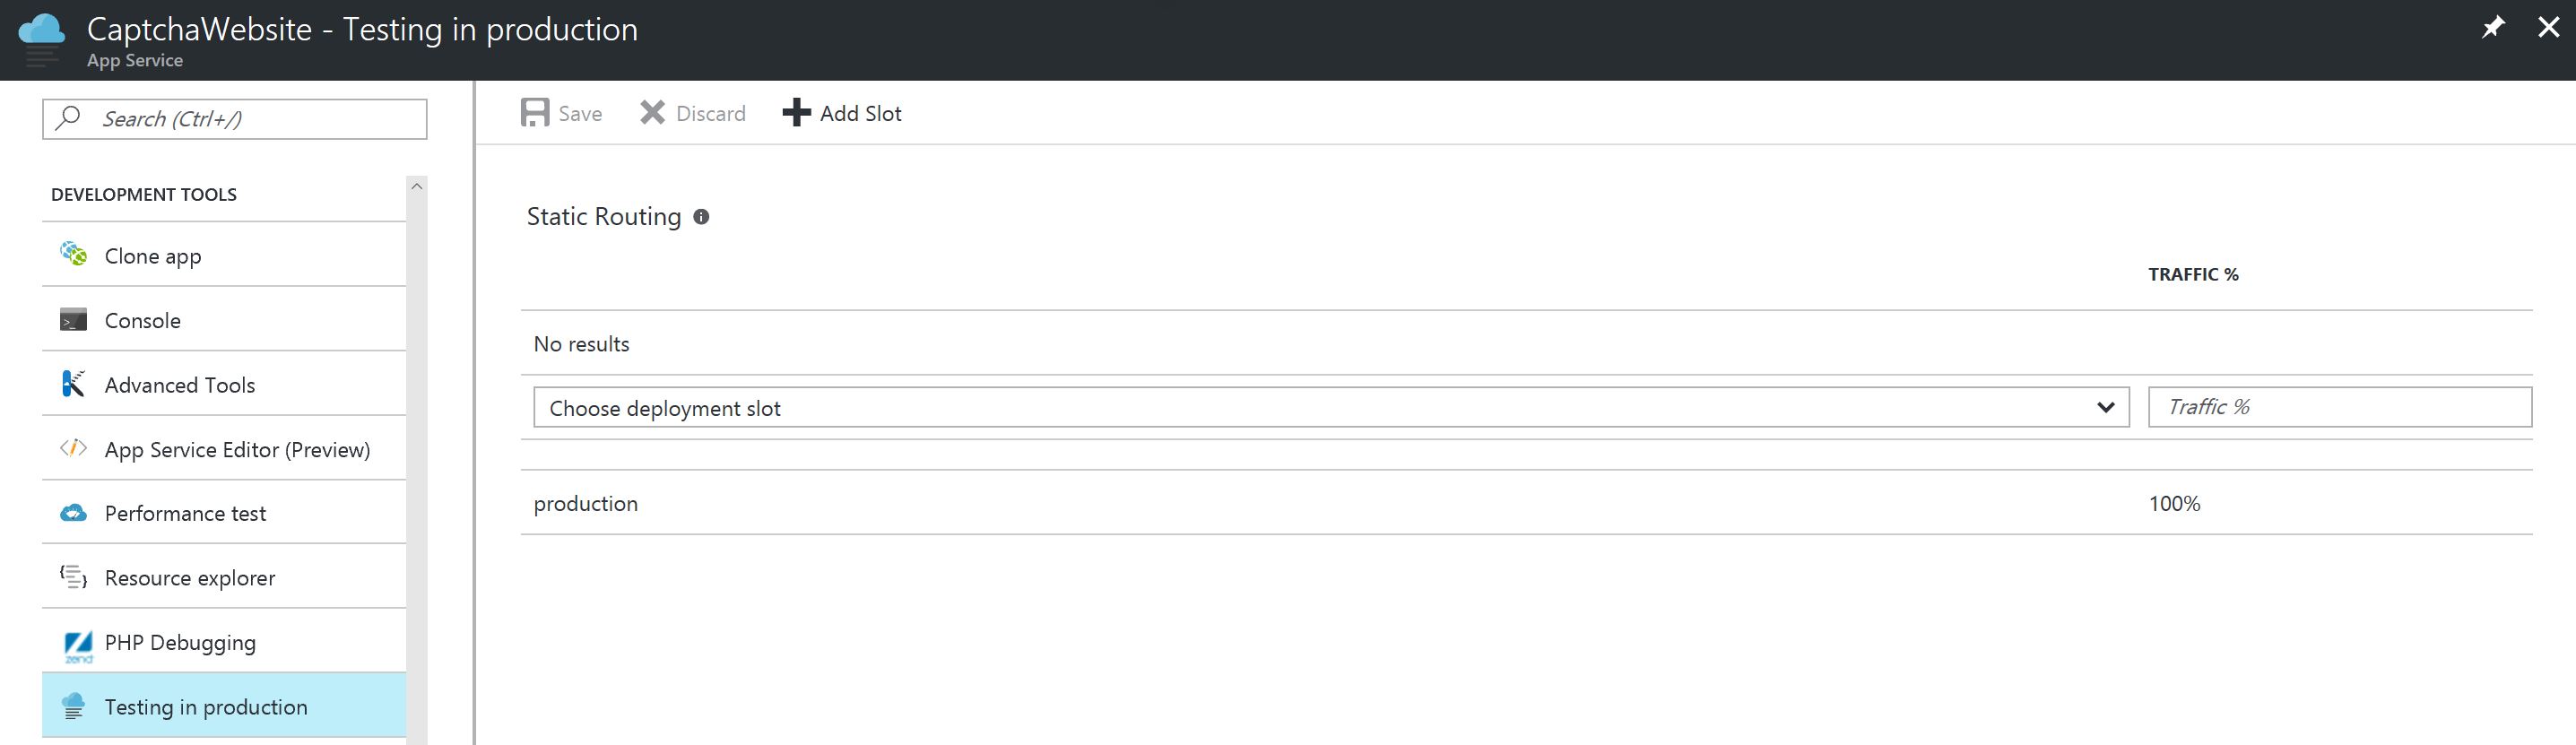 CaptchaWebsite - Testing in production
App Service
Search (Ctrl+/)
DEVELOPMENT TOOLS
Clone app
Console
Advanced Tools
App Service Editor (Preview)
Performance test
Resource explorer
zend PHP Debugging
Testing in production
Save Discard Add Slot
Static Routing
TRAFFIC %
No results
Choose deployment slot Traffic %
production 100%